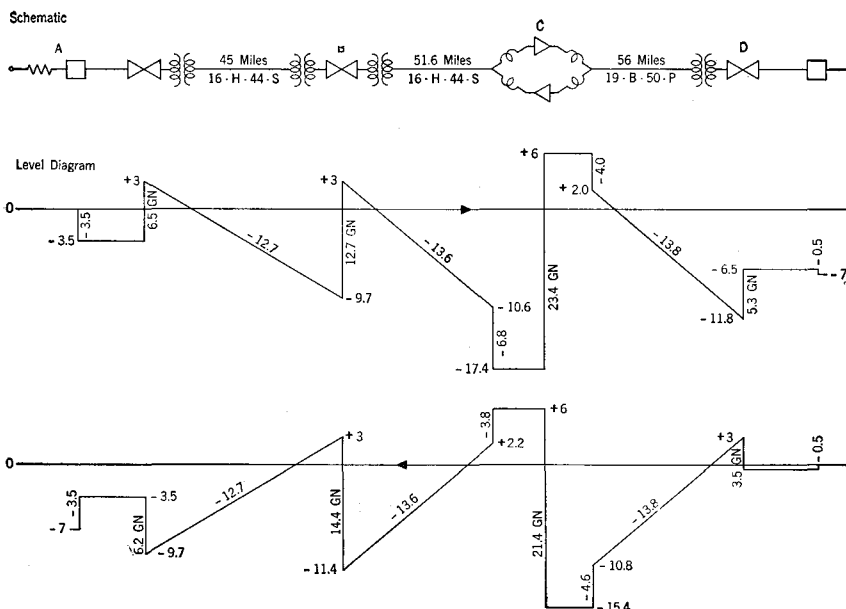 Schematic
A
B
C
D
45 Miles
16 - H - 44 - S
51.6 Miles
16 - H - 44 - S
56 Miles
19 - B - 50 - P
Level Diagram
0
- 3.5
- 3.5
+3
6.5 GN
- 12.7
- 9.7
+3
12.7 GN
- 13.6
- 10.6
- 6.8
- 17.4
23.4 GN
+6
- 4.0
+ 2.0
- 13.8
- 11.8
5.3 GN
- 6.5
- 0.5
- 7
0
- 7
- 3.5
- 3.5
6.2 GN
- 9.7
- 12.7
+3
14.4 GN
- 11.4
- 13.6
- 3.8
+2.2
+6
21.4 GN
- 15.4
- 4.6
- 10.8
- 13.8
+3
3.5 GN
- 0.5